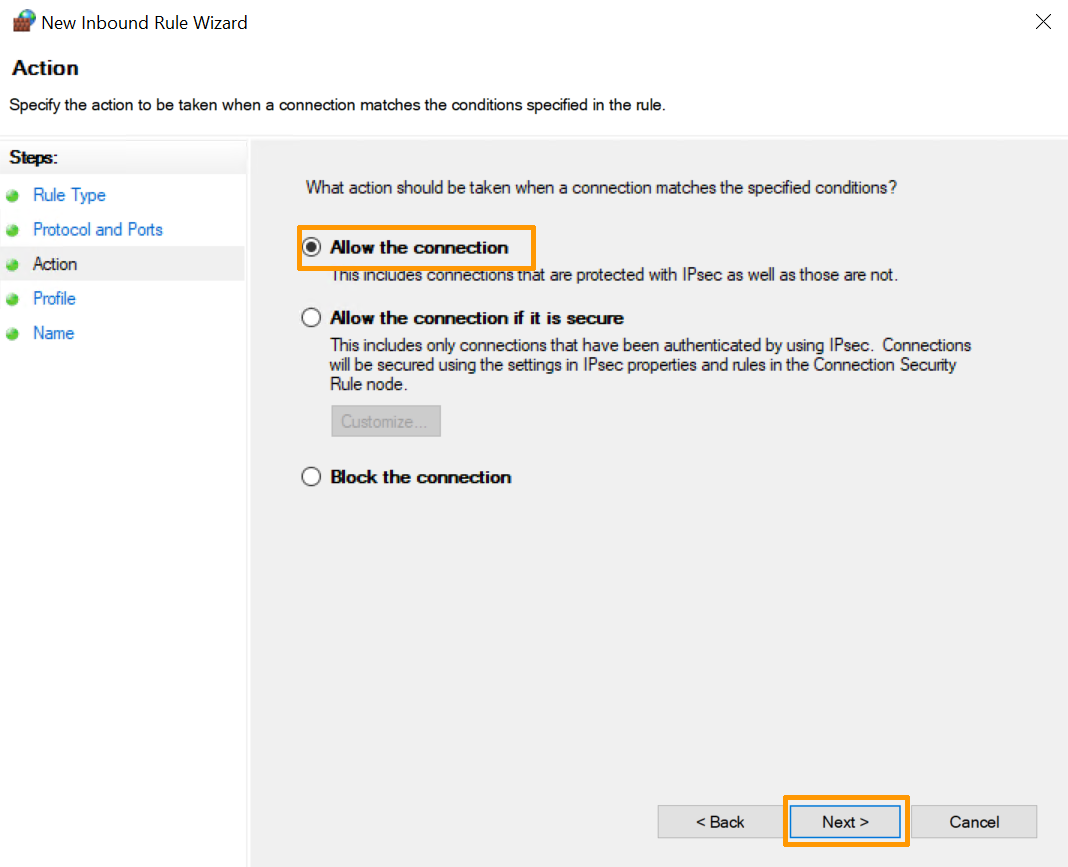 New Inbound Rule Wizard
Action
Specify the action to be taken when a connection matches the conditions specified in the rule.
Steps:
Rule Type
Protocol and Ports
Action
Profile
Name
What action should be taken when a connection matches the specified conditions?
Allow the connection
This includes connections that are protected with IPsec as well as those are not.
Allow the connection if it is secure
This includes only connections that have been authenticated by using IPsec. Connections
will be secured using the settings in IPsec properties and rules in the Connection Security
Rule node.
Customize...
Block the connection
< Back
Next >
Cancel